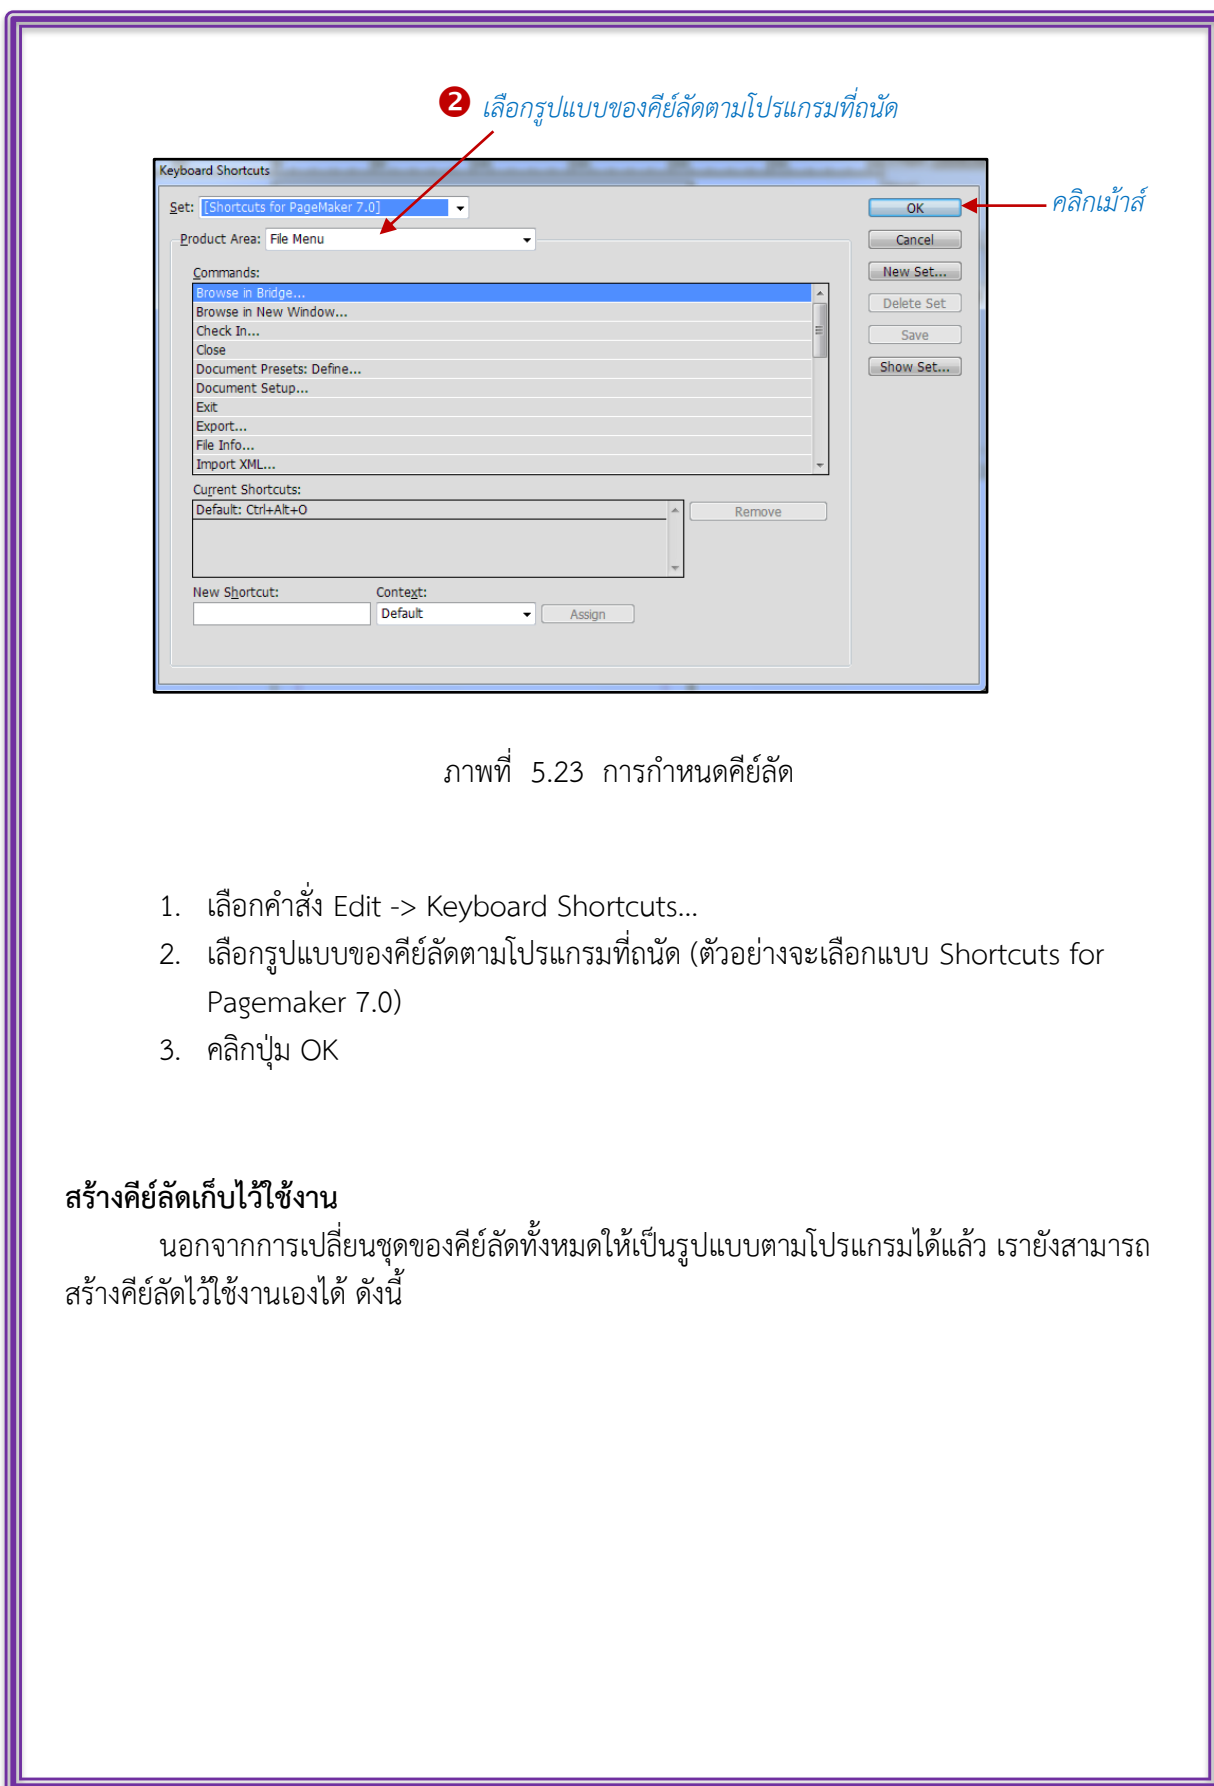 ❷ เลือกรูปแบบของคีย์ลัดตามโปรแกรมที่ถนัด
Keyboard Shortcuts
Set: [Shortcuts for PageMaker 7.0]
OK
คลิกเม้าส์
Product Area: File Menu
Cancel
Commands:
New Set...
Browse in Bridge...
Browse in New Window...
Delete Set
Check In...
Save
Close
Document Presets: Define...
Show Set...
Document Setup...
Exit
Export...
File Info...
Import XML...
Current Shortcuts:
Default: Ctrl+Alt+O
Remove
New Shortcut:
Context:
Default
Assign
ภาพที่ 5.23 การกำหนดคีย์ลัด
1. เลือกคำสั่ง Edit -> Keyboard Shortcuts...
2. เลือกรูปแบบของคีย์ลัดตามโปรแกรมที่ถนัด (ตัวอย่างจะเลือกแบบ Shortcuts for
Pagemaker 7.0)
3. คลิกปุ่ม OK
สร้างคีย์ลัดเก็บไว้ใช้งาน
นอกจากการเปลี่ยนชุดของคีย์ลัดทั้งหมดให้เป็นรูปแบบตามโปรแกรมได้แล้ว เรายังสามารถ
สร้างคีย์ลัดไว้ใช้งานเองได้ ดังนี้